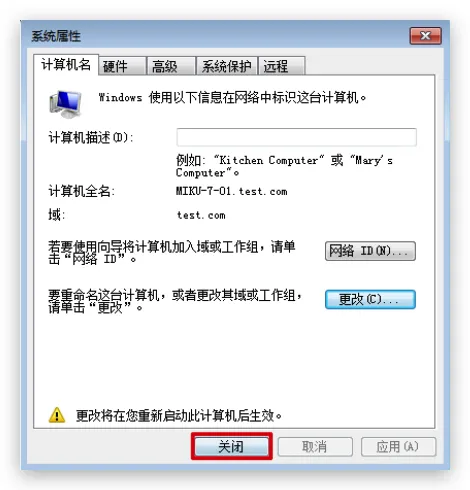 系统属性
计算机名 硬件 高级 系统保护 远程
Windows 使用以下信息在网络中标识这台计算机。
计算机描述(D):
例如: "Kitchen Computer" 或 "Mary's
Computer"。
计算机全名: MIKU-7-01.test.com
域: test.com
若要使用向导将计算机加入域或工作组，请单
击“网络 ID”。
网络 ID(N)...
要重命名这台计算机，或者更改其域或工作组，
请单击“更改”。
更改(C)...
更改将在您重新启动此计算机后生效。
关闭 取消 应用(A)